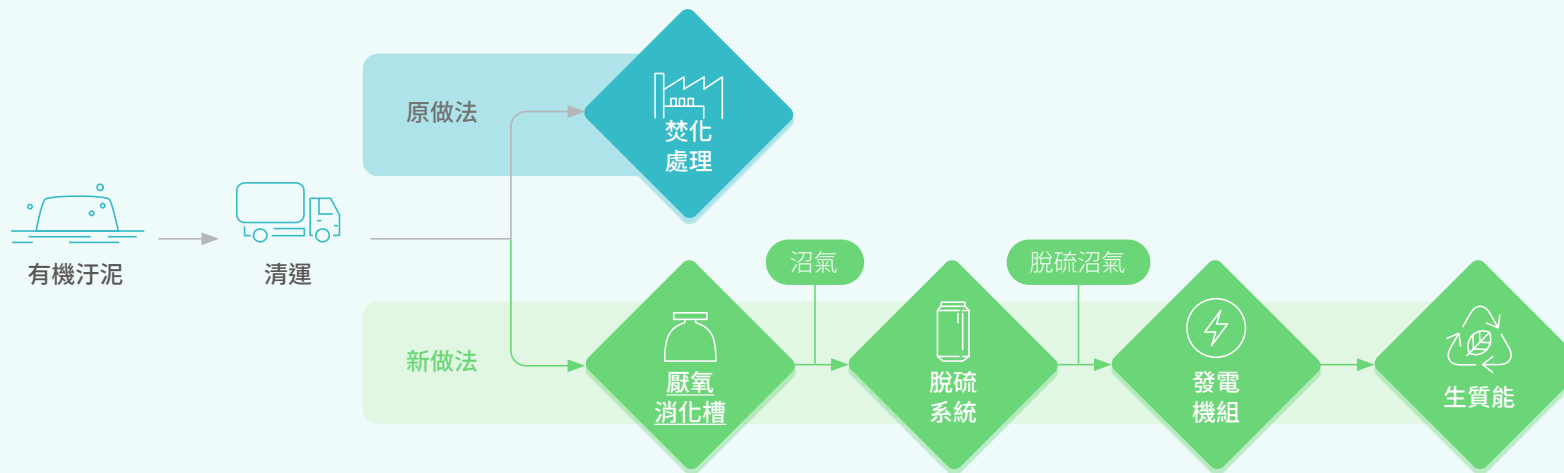 原做法
焚化
處理
有機汙泥
清運
沼氣
脫硫沼氣
新做法
厭氧
消化槽
脫硫
系統
發電
機組
生質能